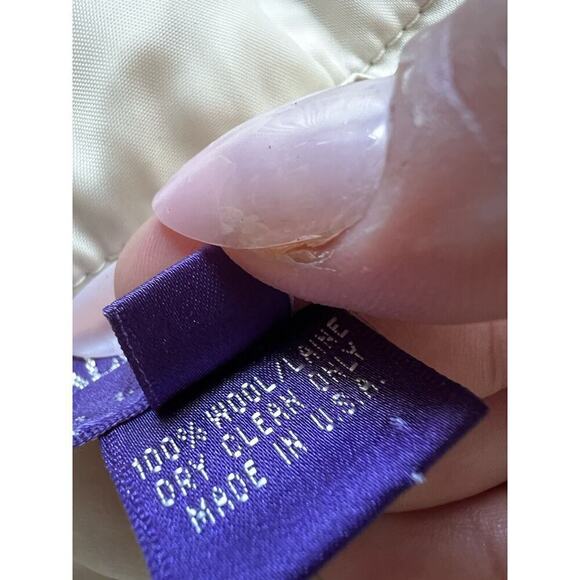 100% WOOL/LAINE
DRY CLEAN ONLY
MADE IN U.S.A.